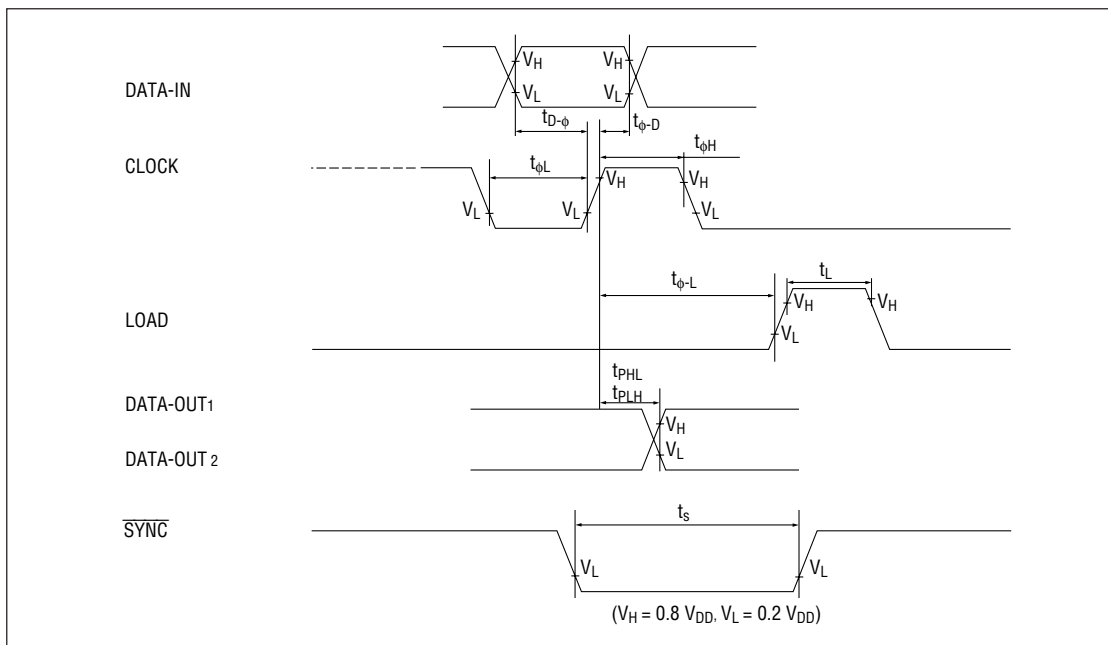 DATA-IN
VH
VH
VL
VL
tD-ϕ
tϕ-D
CLOCK
tϕL
tϕH
VH
VH
VL
VL
VL
LOAD
tϕ-L
tL
VH
VH
VL
tPHL
tPLH
DATA-OUT1
VH
VL
DATA-OUT 2
SYNC
tS
VL
VL
(VH = 0.8 VDD, VL = 0.2 VDD)